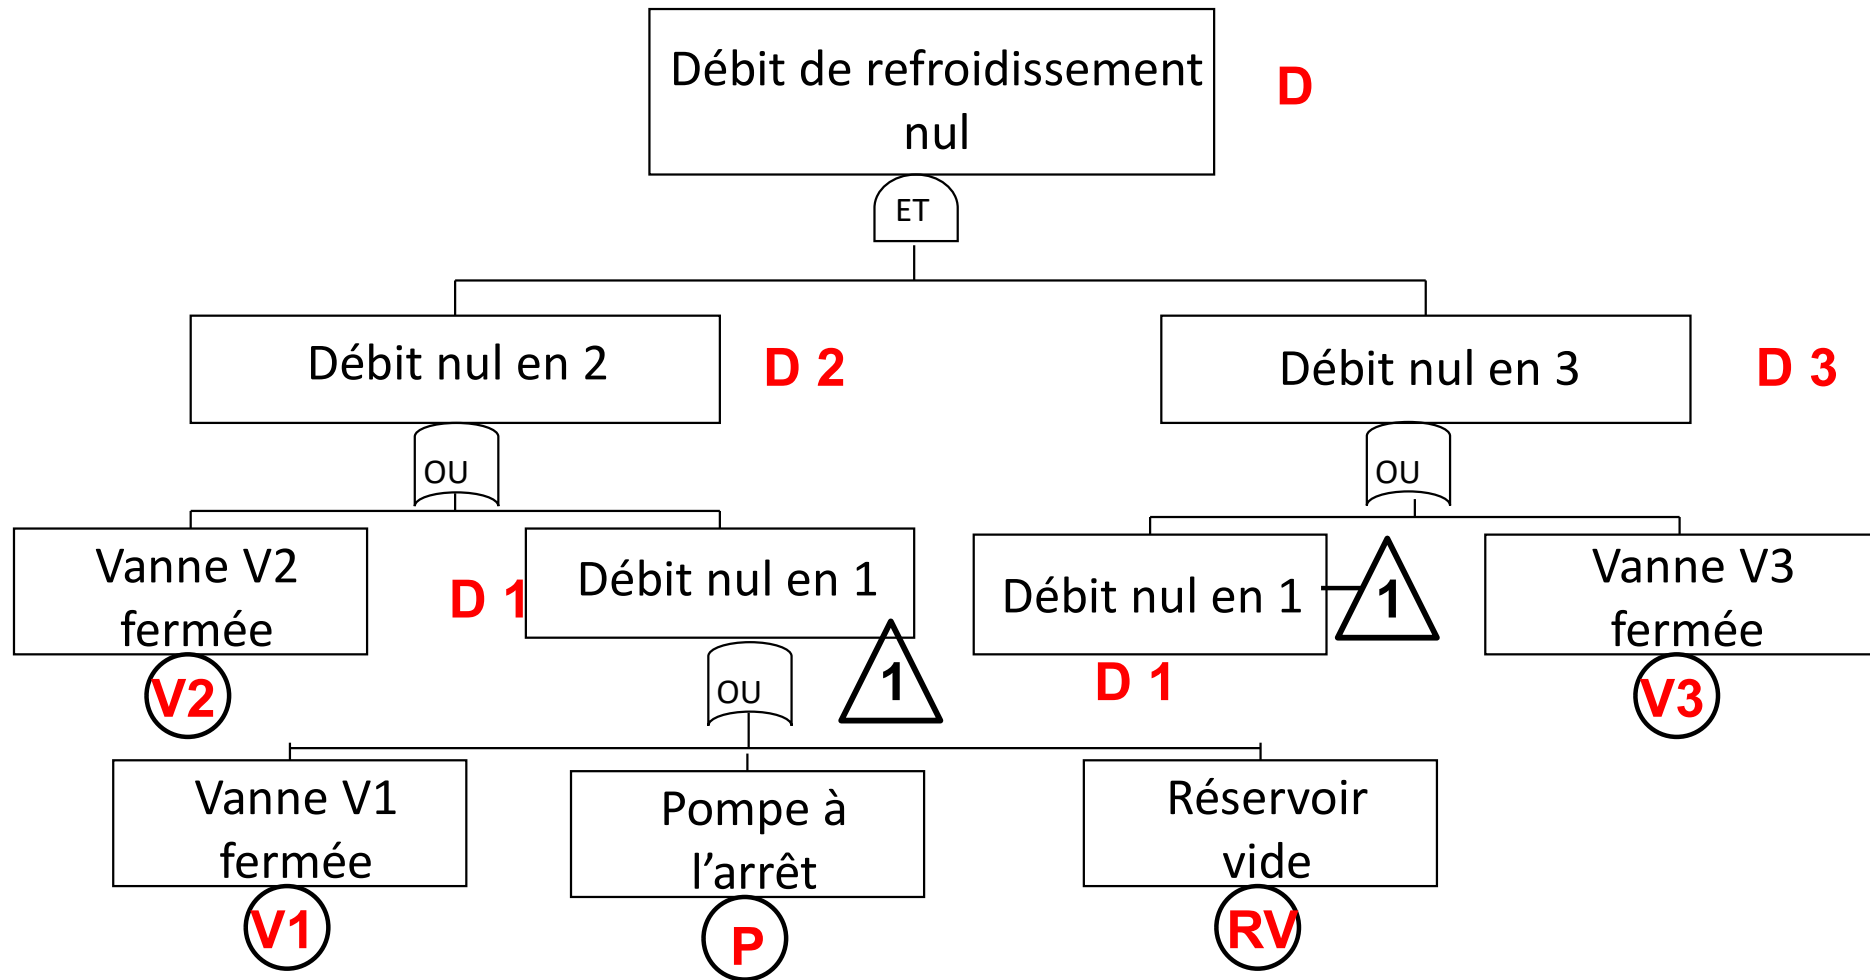 Débit de refroidissement
nul
D
ET
Débit nul en 2
D 2
Débit nul en 3
D 3
OU
OU
Vanne V2
fermée
D 1
Débit nul en 1
Débit nul en 1
1
Vanne V3
fermée
V2
OU
1
D 1
V3
Vanne V1
fermée
Pompe à
l’arrêt
Réservoir
vide
V1
P
RV